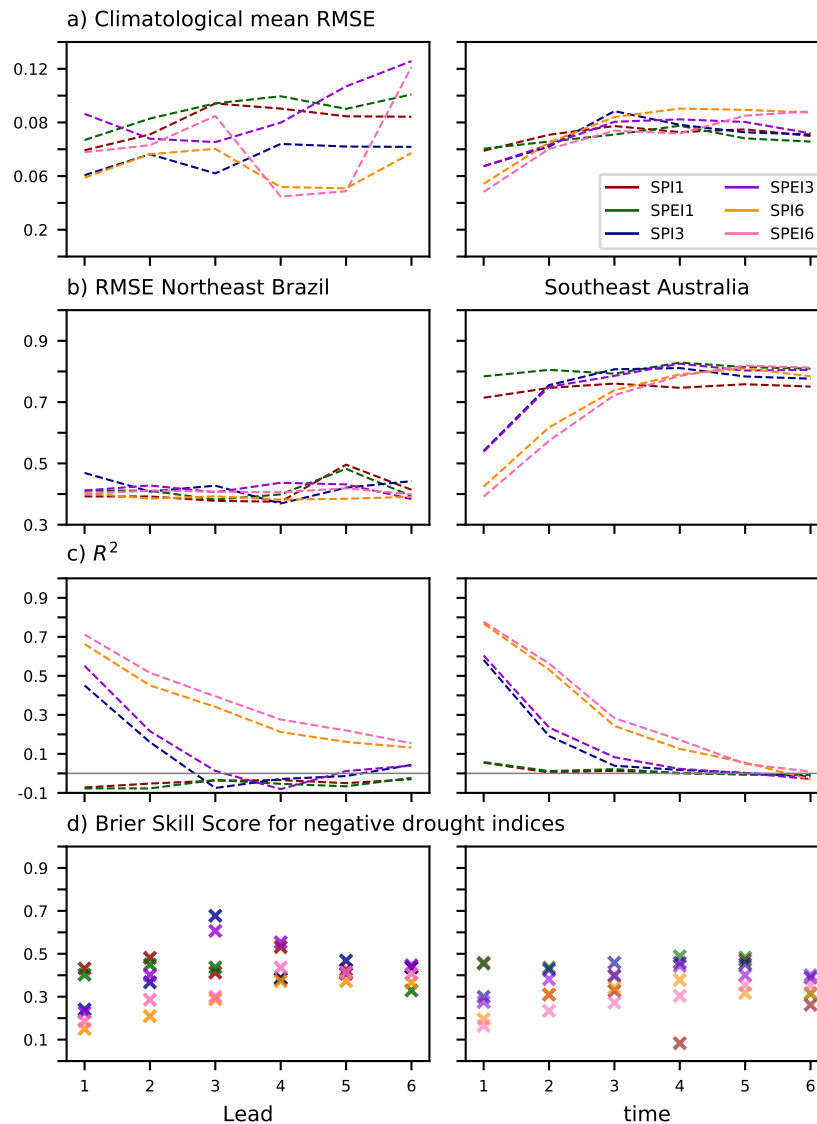 a) Climatological mean RMSE
0.12
0.08
0.06
0.2
SPI1
SPEI1
SPI3
SPEI3
SPI6
SPEI6
b) RMSE Northeast Brazil
Southeast Australia
0.9
0.7
0.5
0.3
c) R²
0.9
0.7
0.5
0.3
0.1
-0.1
d) Brier Skill Score for negative drought indices
0.9
0.7
0.5
0.3
0.1
1 2 3 4 5 6
1 2 3 4 5 6
Lead
time